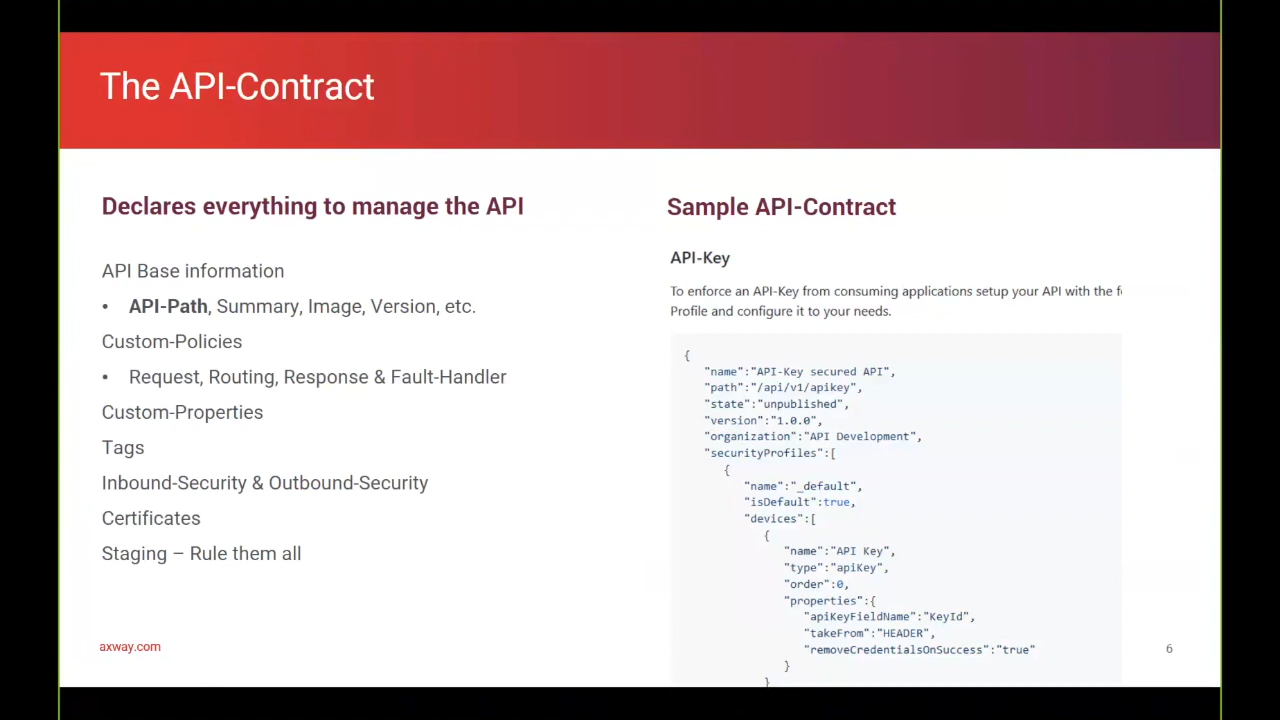 The API-Contract
Declares everything to manage the API
API Base information
• API-Path, Summary, Image, Version, etc.
Custom-Policies
• Request, Routing, Response & Fault-Handler
Custom-Properties
Tags
Inbound-Security & Outbound-Security
Certificates
Staging – Rule them all
axway.com
Sample API-Contract
API-Key
To enforce an API-Key from consuming applications setup your API with the
Profile and configure it to your needs.
{
"name":"API-Key secured API",
"path":"/api/v1/apikey",
"state":"unpublished",
"version":"1.0.0",
"organization":"API Development",
"securityProfiles":[
{
"name":"_default",
"isDefault":true,
"devices":[
{
"name":"API Key",
"type":"apiKey",
"order":0,
"properties":{
"apiKeyFieldName":"KeyId",
"takeFrom":"HEADER",
"removeCredentialsOnSuccess":"true"
}
}
6